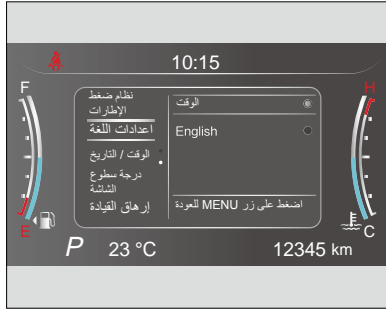 10:15
F
H
نظام ضغط
الإطارات
اعدادات اللغة
الوقت / التاريخ
درجة سطوع
الشاشة
إرهاق القيادة
الوقت
English
اضغط على زر MENU للعودة
E
C
P
23 °C
12345 km